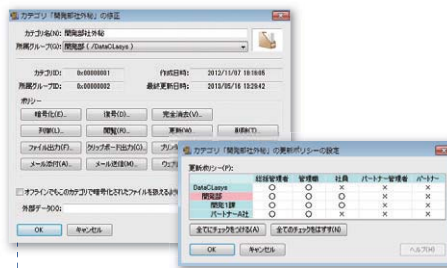 カテゴリ「開発部社外秘」の修正
カテゴリ名(N): 開発部社外秘
所属グループ(G): 開発部 ( /DataCLasys )
カテゴリID: 0x00000001 作成日時: 2012/11/07 18:16:05
所属グループID: 0x00000002 最終更新日時: 2013/05/16 13:29:42
ポリシー
暗号化(E)... 復号(D)... 完全消去(V)...
列挙(L)... 閲覧(R)... 更新(W)... 削除(T)...
ファイル出力(F)... クリップボード出力(C)...
メール添付(A)... メール送信(M)...
オフラインでもこのカテゴリで暗号化されたファイルを扱えるよう
外部データ(X):
OK キャンセル
カテゴリ「開発部社外秘」の更新ポリシーの設定
更新ポリシー(P):
総括管理者 管理職 社員 パートナー管理者 パートナー
DataCLasys ○ ○ × × ×
開発部 ○ ○ ○ × ×
開発1課 ○ ○ ○ × ×
パートナーA社 ○ ○ × × ×
全てにチェックをつける(A) 全てのチェックをはずす(N)
OK キャンセル ヘルプ(H)